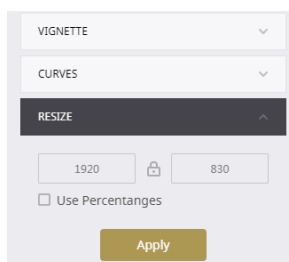 VIGNETTE
CURVES
RESIZE
1920 830
Use Percentanges
Apply